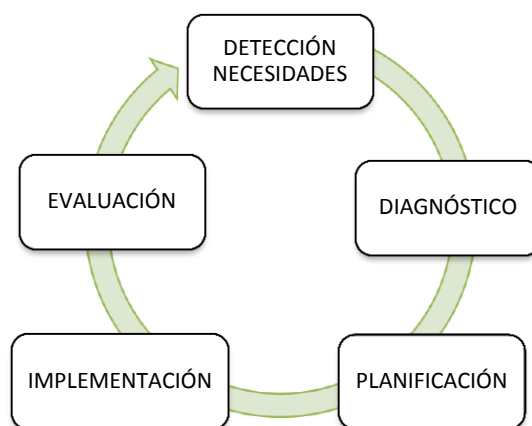 DETECCIÓN
NECESIDADES
DIAGNÓSTICO
PLANIFICACIÓN
IMPLEMENTACIÓN
EVALUACIÓN